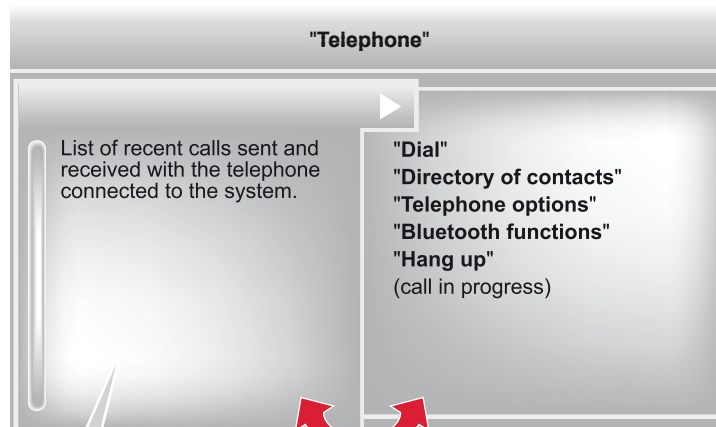 "Telephone"
List of recent calls sent and
received with the telephone
connected to the system.
"Dial"
"Directory of contacts"
"Telephone options"
"Bluetooth functions"
"Hang up"
(call in progress)